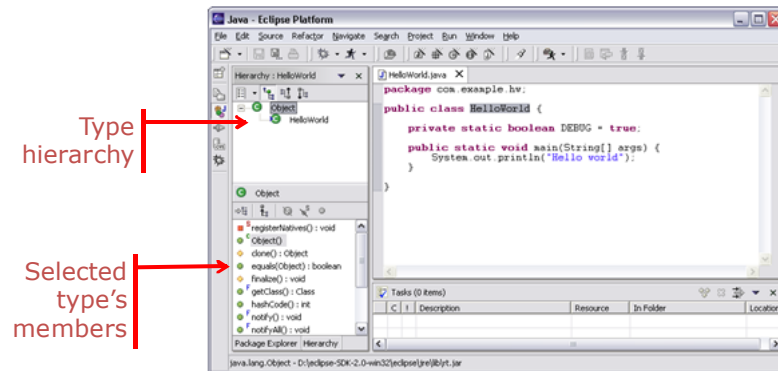 Java - Eclipse Platform
File Edit Source Refactor Navigate Search Project Run Window Help
Hierarchy : HelloWorld
HelloWorld.java
Object
HelloWorld
package com.example.hw;
public class HelloWorld {
private static boolean DEBUG = true;
public static void main(String[] args) {
System.out.println("Hello world");
}
}
Type
hierarchy
Object
S registerNatives() : void
C Object()
clone() : Object
equals(Object) : boolean
finalize() : void
F getClass() : Class
hashCode() : int
F notify() : void
F notifyAll() : void
Selected
type's
members
Package Explorer Hierarchy
Tasks (0 items)
C ! Description Resource In Folder Location
java.lang.Object - D:\eclipse-SDK-2.0-win32\eclipse\jre\lib\rt.jar